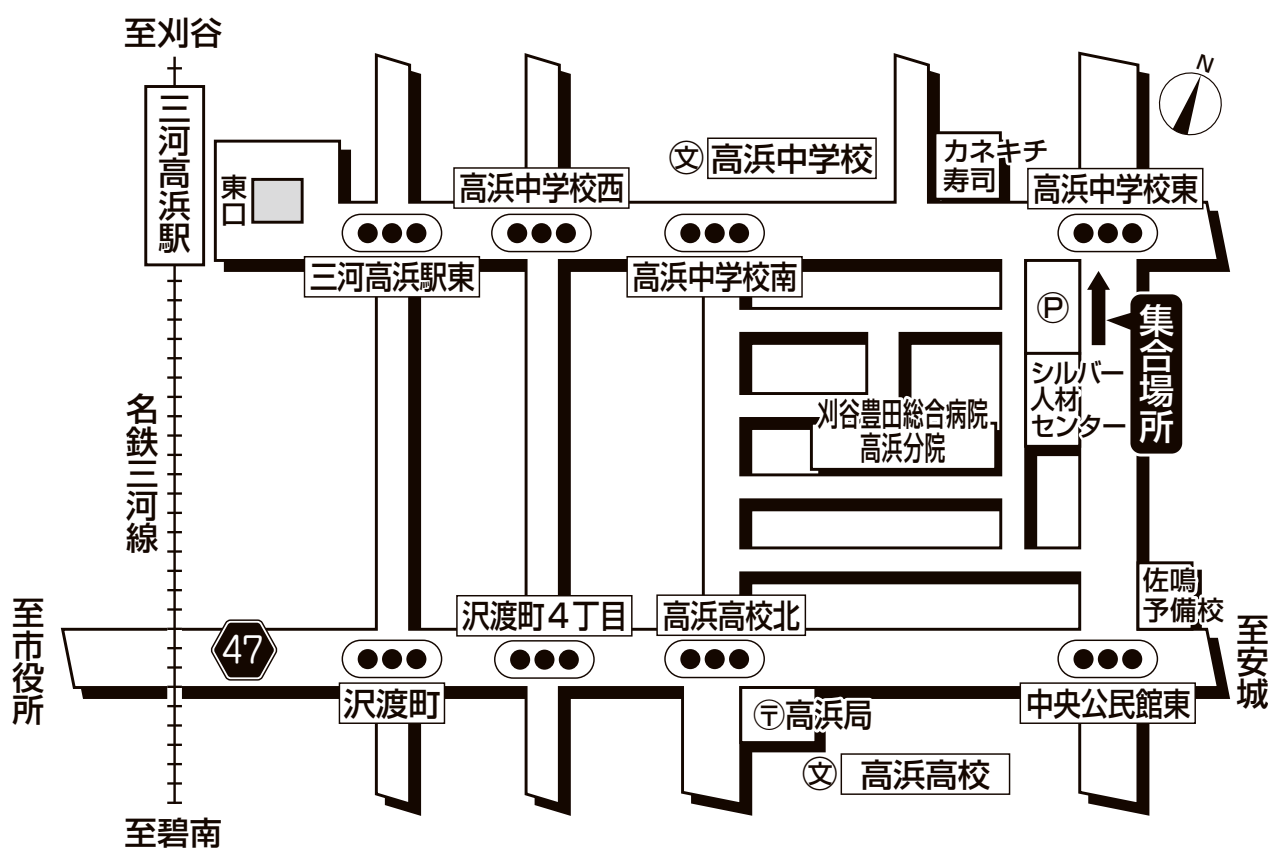 至刈谷
N
三河高浜駅
東口
高浜中学校西
文 高浜中学校
カネキチ
寿司
高浜中学校東
三河高浜駅東
高浜中学校南
P
集合場所
シルバー
人材
センター
刈谷豊田総合病院
高浜分院
名鉄三河線
佐鳴
予備校
至市役所
47
沢渡町4丁目
高浜高校北
至安城
沢渡町
〒高浜局
中央公民館東
文 高浜高校
至碧南